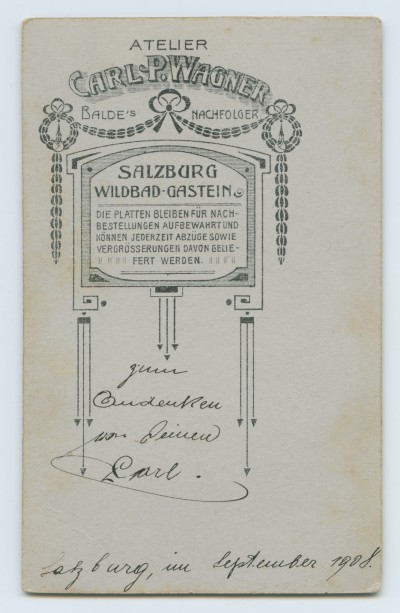 ATELIER
CARL P. WAGNER
BALDE'S NACHFOLGER
SALZBURG
WILDBAD-GASTEIN
DIE PLATTEN BLEIBEN FÜR NACH-
BESTELLUNGEN AUFBEWAHRT UND
KÖNNEN JEDERZEIT ABZÜGE SOWIE
VERGRÖSSERUNGEN DAVON GELIE-
FERT WERDEN.
zum
Andenken
von Deinen
Carl.
Salzburg, im September 1908.